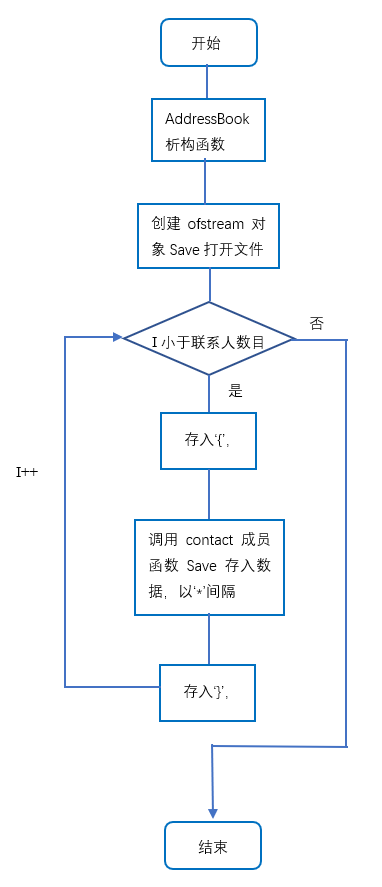 开始
AddressBook
析构函数
创建 ofstream 对
象 Save 打开文件
否
I 小于联系人数目
是
存入‘{’,
I++
调用 contact 成员
函数 Save 存入数
据，以‘*’间隔
存入‘}’,
结束